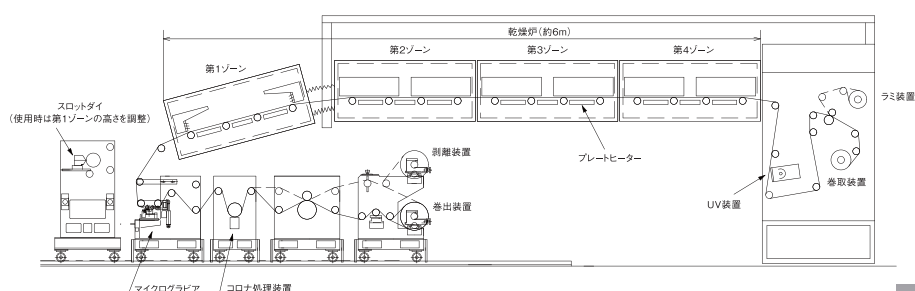 乾燥炉(約6m)
第1ゾーン
第2ゾーン
第3ゾーン
第4ゾーン
スロットダイ
(使用時は第1ゾーンの高さを調整)
ラミ装置
剥離装置
プレートヒーター
巻出装置
巻取装置
UV装置
マイクログラビア
コロナ処理装置